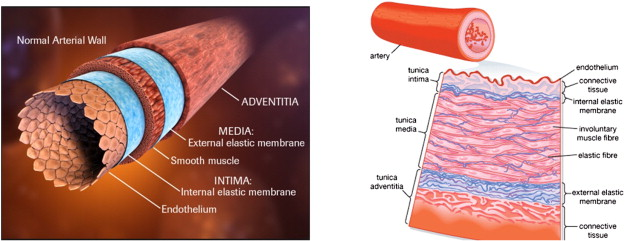 Normal Arterial Wall
ADVENTITIA
MEDIA:
External elastic membrane
Smooth muscle
INTIMA:
Internal elastic membrane
Endothelium
artery
tunica
intima
tunica
media
tunica
adventitia
endothelium
connective
tissue
internal elastic
membrane
involuntary
muscle fibre
elastic fibre
external elastic
membrane
connective
tissue